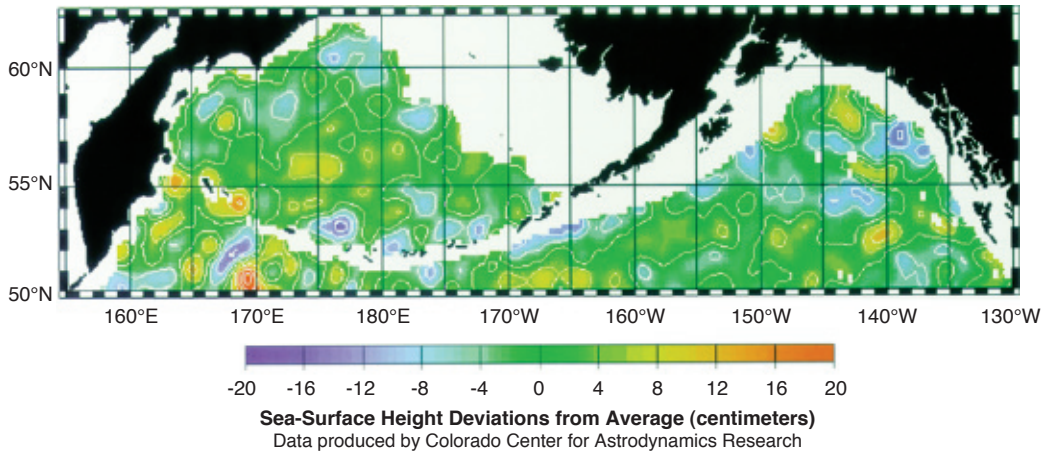 60°N
55°N
50°N
160°E 170°E 180°E 170°W 160°W 150°W 140°W 130°W
-20 -16 -12 -8 -4 0 4 8 12 16 20
Sea-Surface Height Deviations from Average (centimeters)
Data produced by Colorado Center for Astrodynamics Research